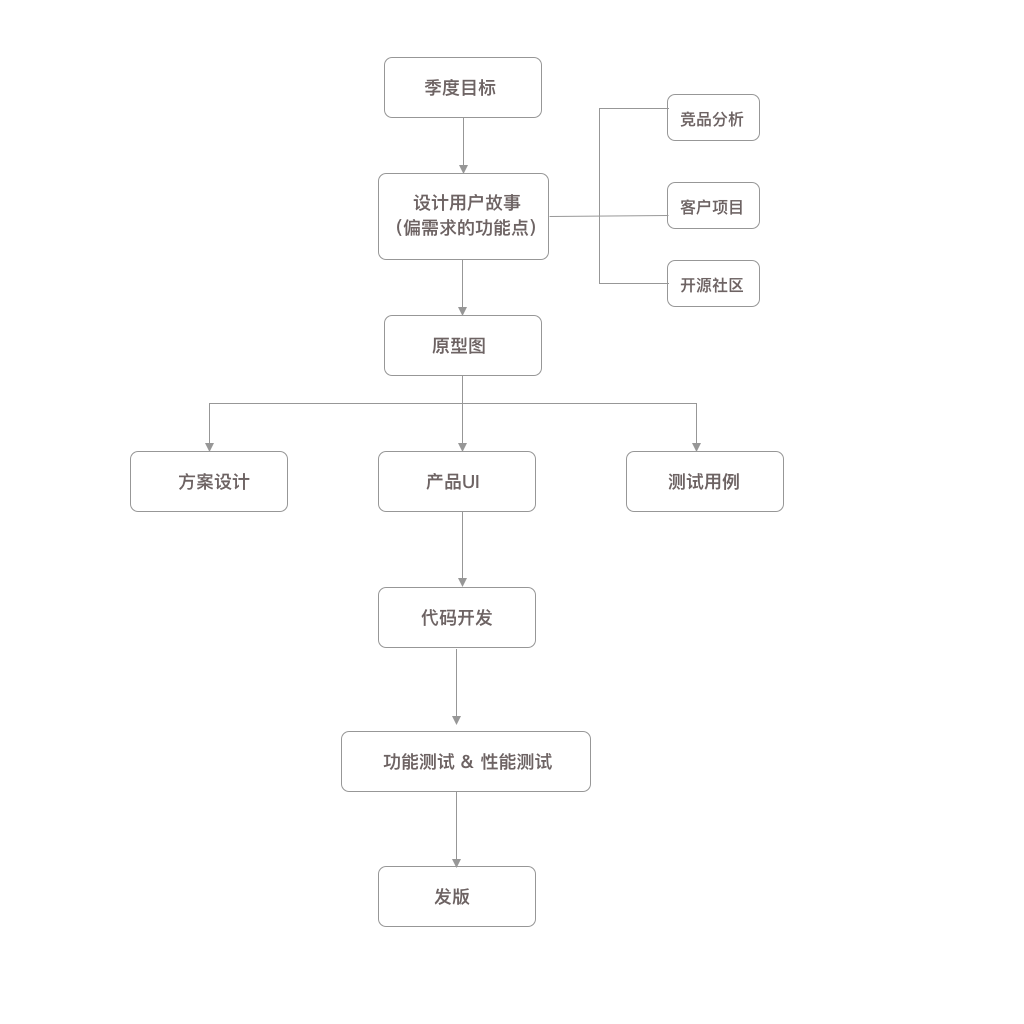 季度目标
竞品分析
设计用户故事
(偏需求的功能点)
客户项目
开源社区
原型图
方案设计
产品UI
测试用例
代码开发
功能测试 & 性能测试
发版